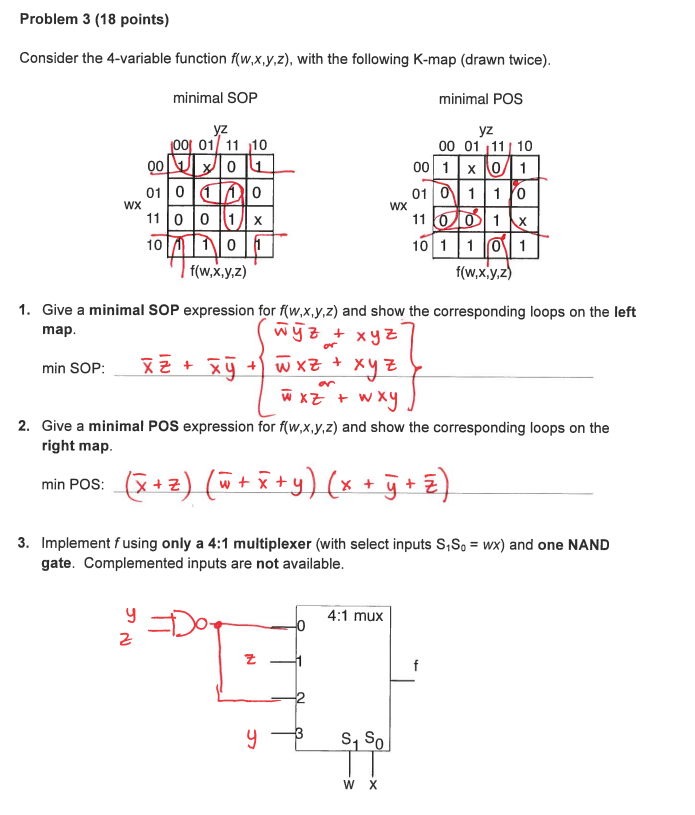 Problem 3 (18 points)
Consider the 4-variable function f(w,x,y,z), with the following K-map (drawn twice).
minimal SOP
yz
00 01 11 10
00 1 x 0 1
01 0 1 1 0
wx
11 0 0 1 x
10 1 1 0 1
f(w,x,y,z)
minimal POS
yz
00 01 11 10
00 1 x 0 1
01 0 1 1 0
wx
11 0 0 1 x
10 1 1 0 1
f(w,x,y,z)
1. Give a minimal SOP expression for f(w,x,y,z) and show the corresponding loops on the left
map.
w̅ y̅ z + x y z
or
min SOP: x̅ z̅ + x̅ y̅ + { w̅ x z + x y z }
or
w̅ x z + w x y
2. Give a minimal POS expression for f(w,x,y,z) and show the corresponding loops on the
right map.
min POS: (x̅ + z) (w̅ + x̅ + y) (x + y̅ + z̅)
3. Implement f using only a 4:1 multiplexer (with select inputs S₁S₀ = wx) and one NAND
gate. Complemented inputs are not available.
y
z
4:1 mux
0
z 1
f
2
y 3
S₁ S₀
w x